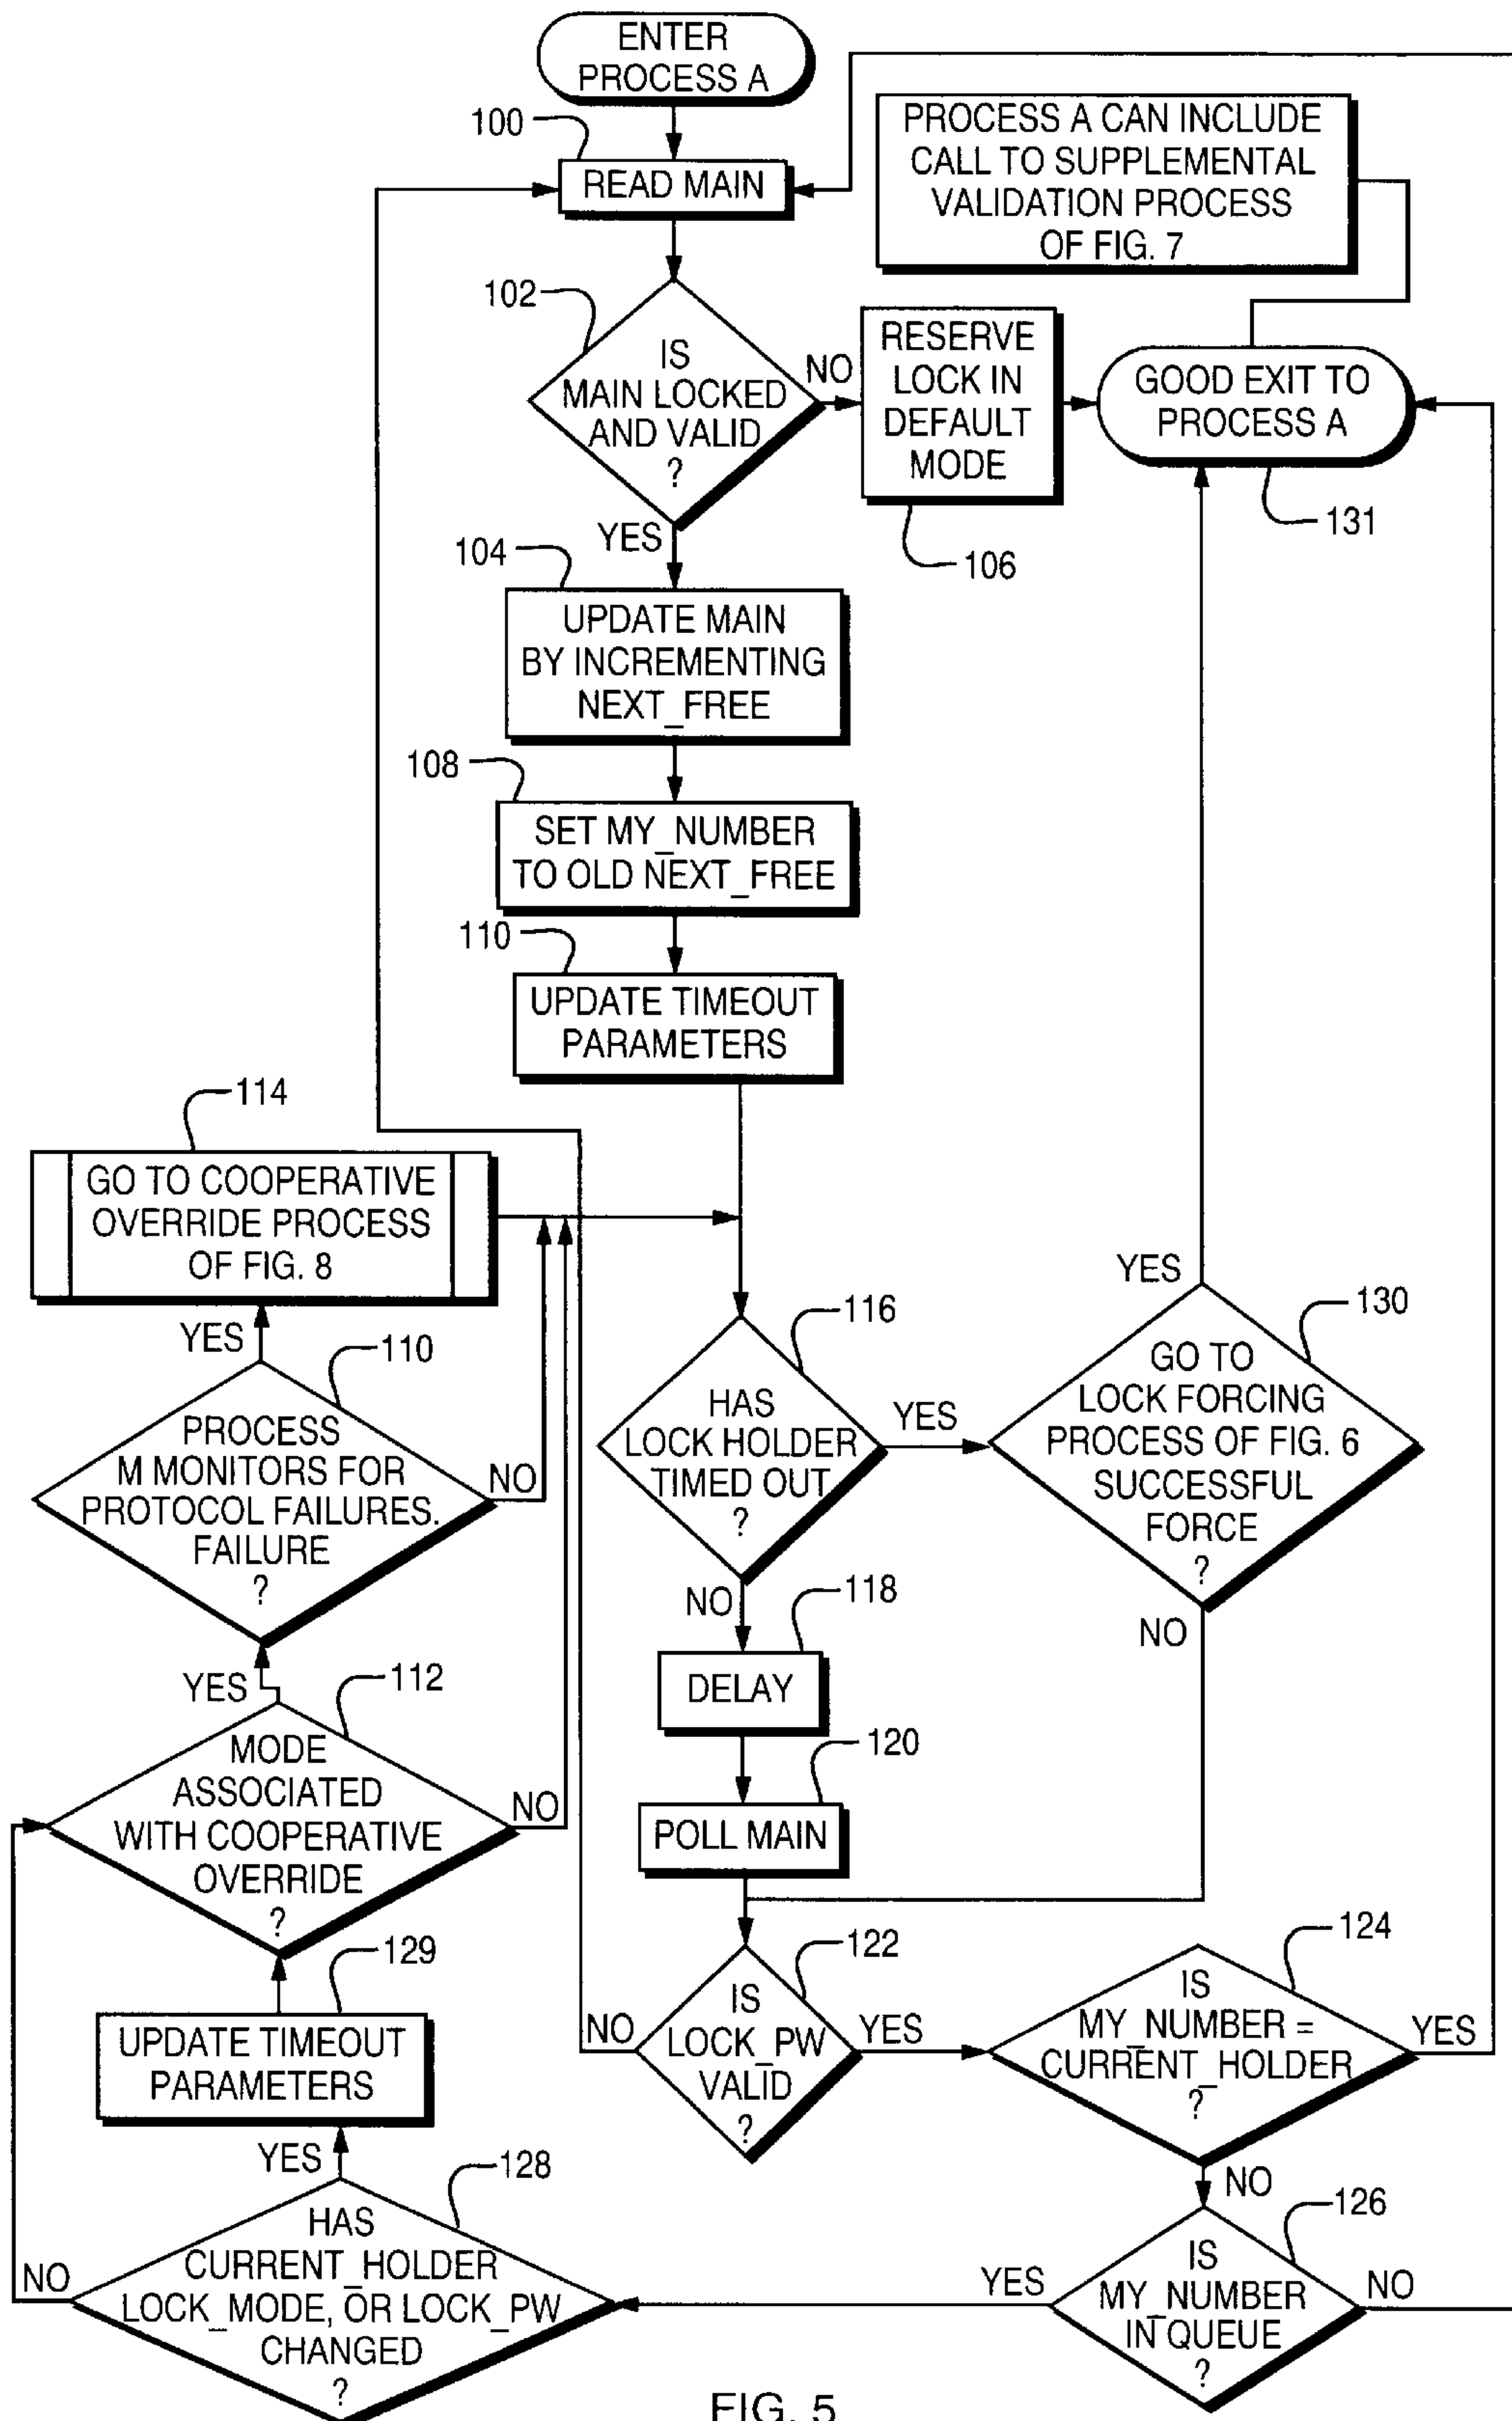 ENTER
PROCESS A
100
READ MAIN
PROCESS A CAN INCLUDE
CALL TO SUPPLEMENTAL
VALIDATION PROCESS
OF FIG. 7
102
IS
MAIN LOCKED
AND VALID
?
NO
RESERVE
LOCK IN
DEFAULT
MODE
106
GOOD EXIT TO
PROCESS A
131
YES
104
UPDATE MAIN
BY INCREMENTING
NEXT_FREE
108
SET MY_NUMBER
TO OLD NEXT_FREE
110
UPDATE TIMEOUT
PARAMETERS
114
GO TO COOPERATIVE
OVERRIDE PROCESS
OF FIG. 8
YES
110
PROCESS
M MONITORS FOR
PROTOCOL FAILURES.
FAILURE
?
NO
116
HAS
LOCK HOLDER
TIMED OUT
?
YES
YES
130
GO TO
LOCK FORCING
PROCESS OF FIG. 6
SUCCESSFUL
FORCE
?
NO
NO
118
DELAY
120
POLL MAIN
YES
112
MODE
ASSOCIATED
WITH COOPERATIVE
OVERRIDE
?
NO
129
UPDATE TIMEOUT
PARAMETERS
122
IS
LOCK_PW
VALID
?
NO
YES
124
IS
MY_NUMBER =
CURRENT_HOLDER
?
YES
NO
126
IS
MY_NUMBER
IN QUEUE
?
YES
NO
YES
128
HAS
CURRENT_HOLDER
LOCK_MODE, OR LOCK_PW
CHANGED
?
NO
FIG. 5